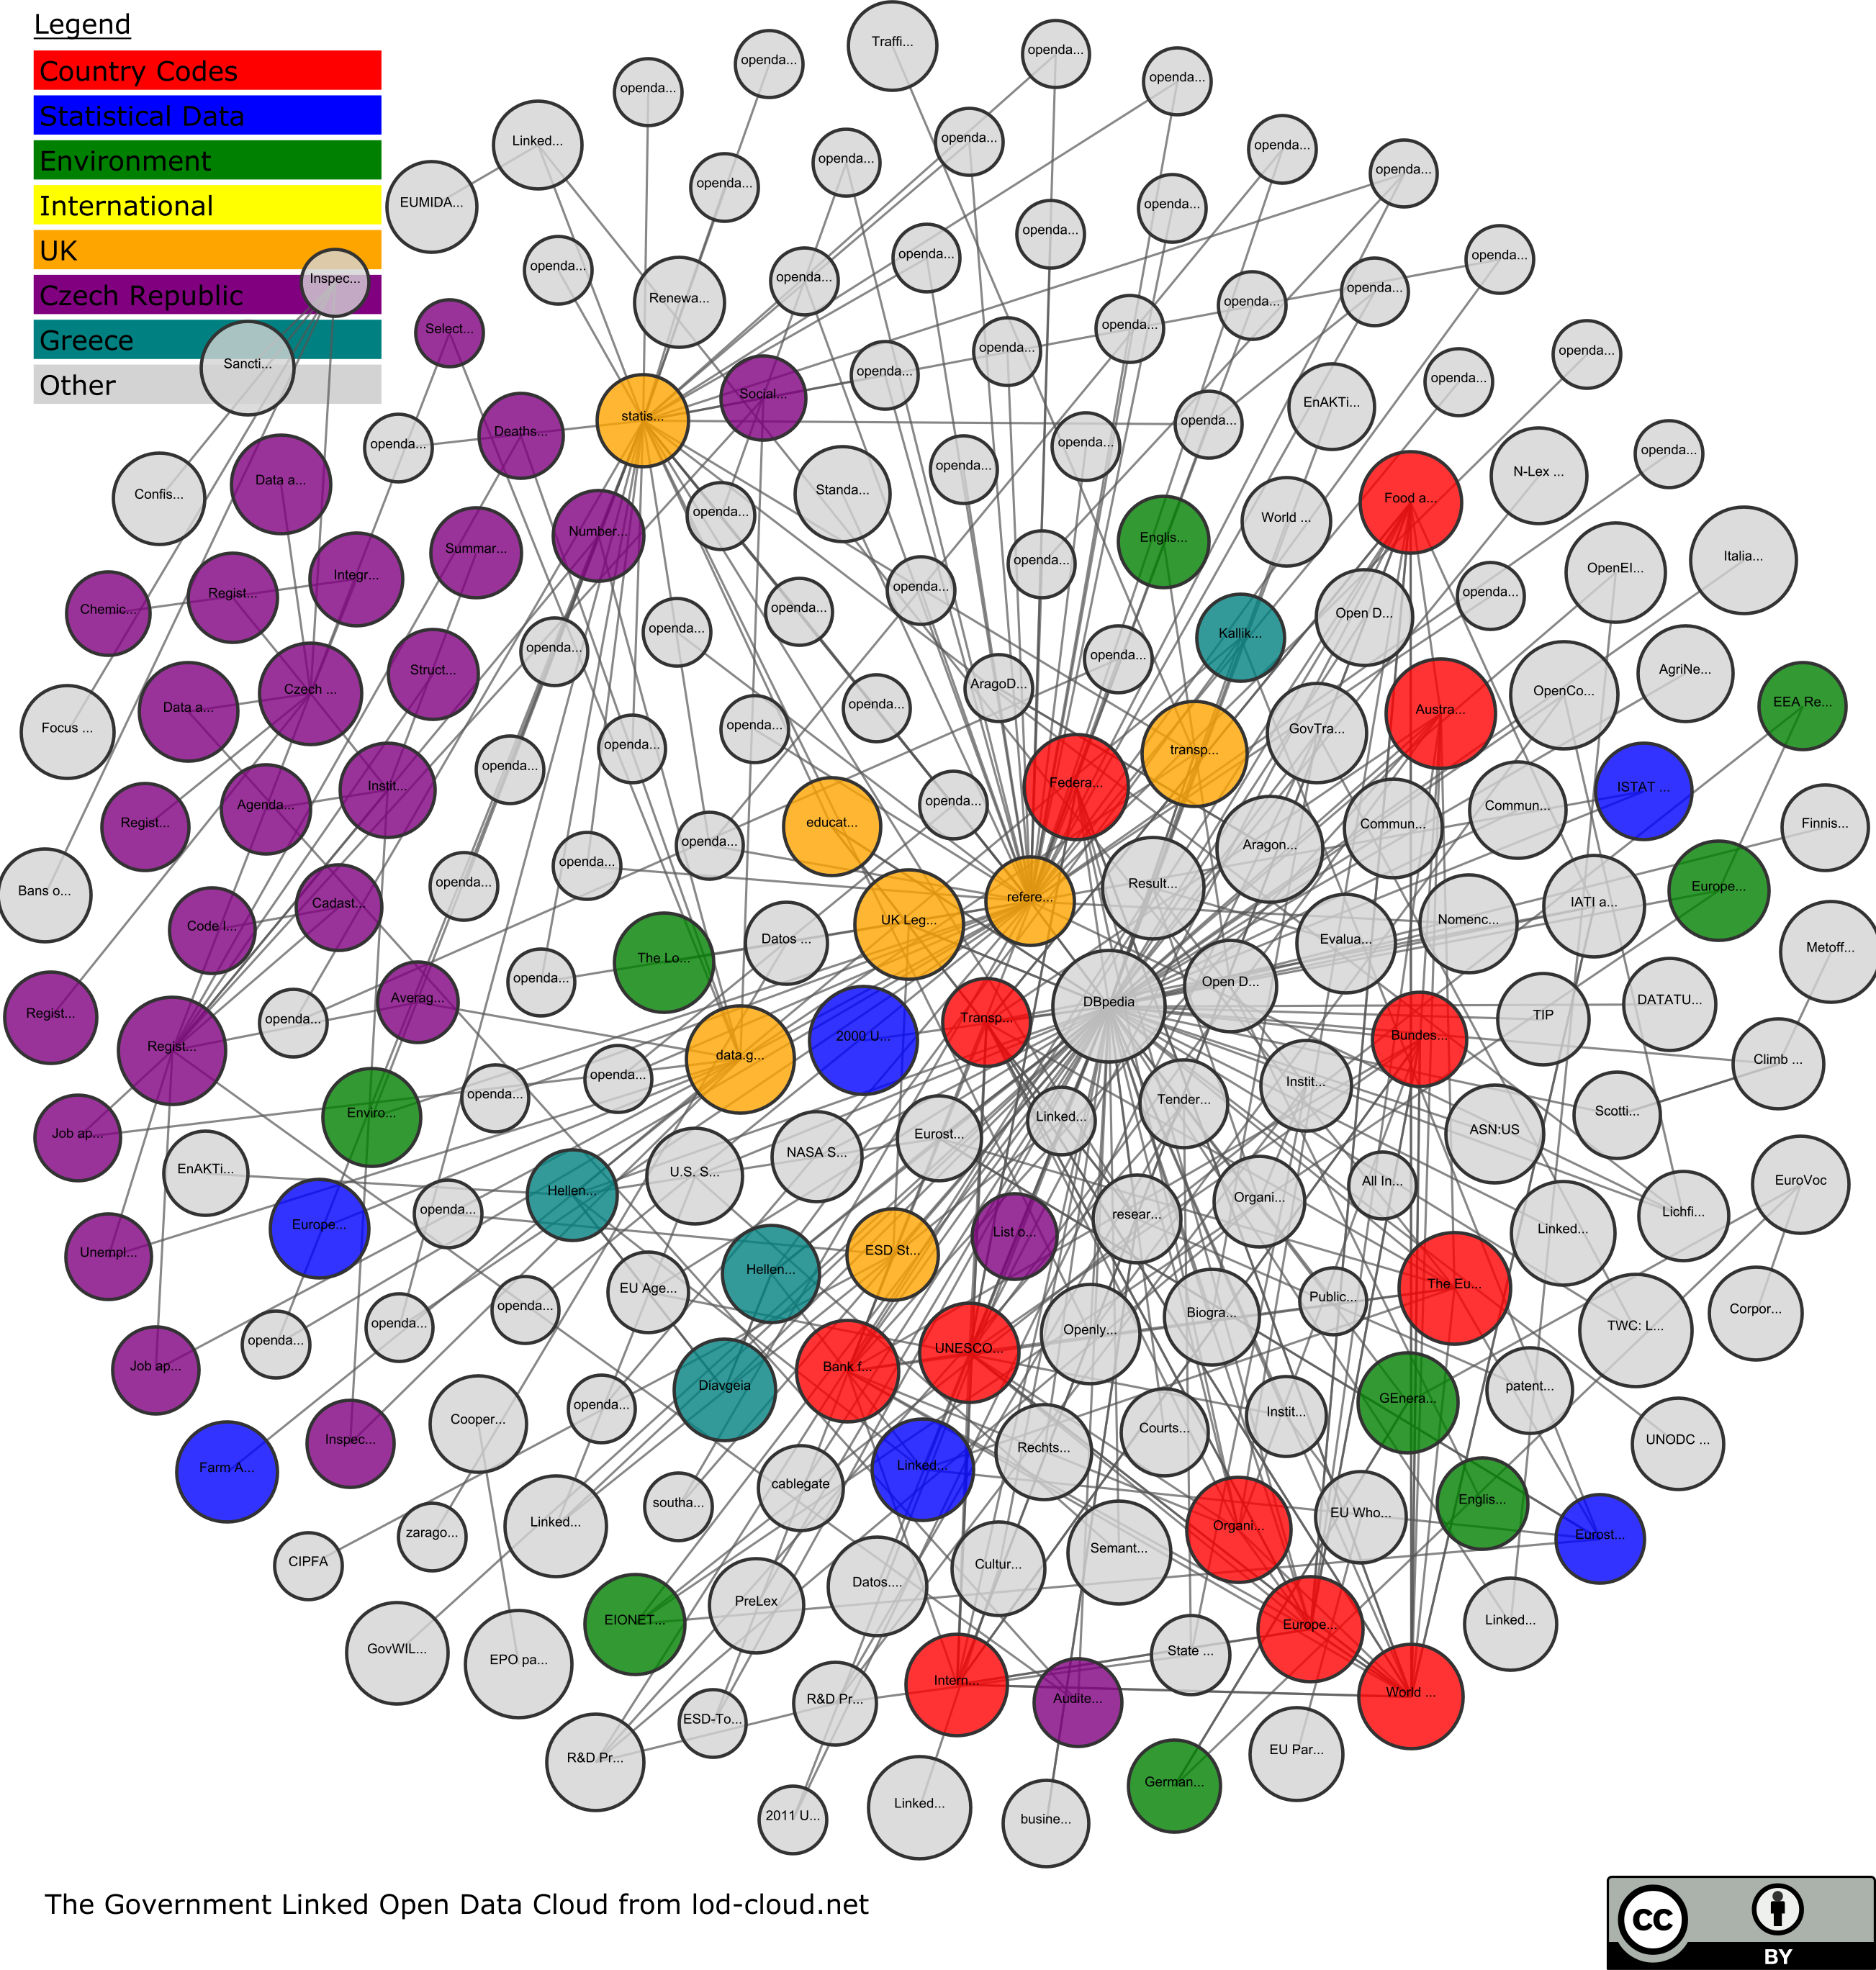 Legend
Country Codes
Statistical Data
Environment
International
UK
Czech Republic
Greece
Other
Traffi...
openda...
openda...
openda...
openda...
Linked...
openda...
openda...
openda...
openda...
openda...
EUMIDA...
openda...
openda...
openda...
openda...
openda...
openda...
Inspec...
openda...
openda...
openda...
Renewa...
Select...
openda...
openda...
openda...
Sancti...
openda...
openda...
Social...
EnAKTi...
statis...
openda...
Deaths...
openda...
openda...
openda...
openda...
N-Lex ...
Data a...
Standa...
Confis...
Food a...
openda...
World ...
Number...
Englis...
Summar...
Italia...
openda...
OpenEI...
Integr...
openda...
Regist...
openda...
Chemic...
openda...
Open D...
openda...
Kallik...
openda...
openda...
Struct...
AgriNe...
AragoD...
Czech ...
OpenCo...
EEA Re...
Data a...
openda...
Austra...
Focus ...
openda...
GovTra...
openda...
transp...
openda...
Federa...
Instit...
ISTAT ...
openda...
Agenda...
Commun...
Regist...
educat...
Commun...
Finnis...
openda...
Aragon...
openda...
openda...
Result...
Bans o...
Europe...
refere...
Cadast...
IATI a...
UK Leg...
Nomenc...
Code l...
Datos ...
Evalua...
Metoff...
The Lo...
openda...
Open D...
Averag...
DBpedia
DATATU...
Regist...
Transp...
TIP
openda...
2000 U...
Bundes...
Regist...
data.g...
Climb ...
openda...
Instit...
openda...
Tender...
Enviro...
Linked...
Scotti...
ASN:US
Job ap...
Eurost...
NASA S...
EnAKTi...
U.S. S...
All In...
EuroVoc
Hellen...
Organi...
openda...
resear...
Lichfi...
Europe...
List o...
Linked...
Unempl...
ESD St...
Hellen...
The Eu...
EU Age...
Public...
openda...
Biogra...
Corpor...
openda...
TWC: L...
Openly...
openda...
UNESCO...
Job ap...
Bank f...
Diavgeia
patent...
GEnera...
openda...
Instit...
Cooper...
Courts...
Inspec...
UNODC ...
Rechts...
Farm A...
Linked...
cablegate
Englis...
southa...
EU Who...
Linked...
Organi...
zarago...
Eurost...
Semant...
CIPFA
Cultur...
Datos....
PreLex
EIONET...
Linked...
Europe...
GovWIL...
State ...
EPO pa...
Intern...
World ...
R&D Pr...
Audite...
ESD-To...
EU Par...
R&D Pr...
German...
Linked...
2011 U...
busine...
The Government Linked Open Data Cloud from lod-cloud.net
cc
BY